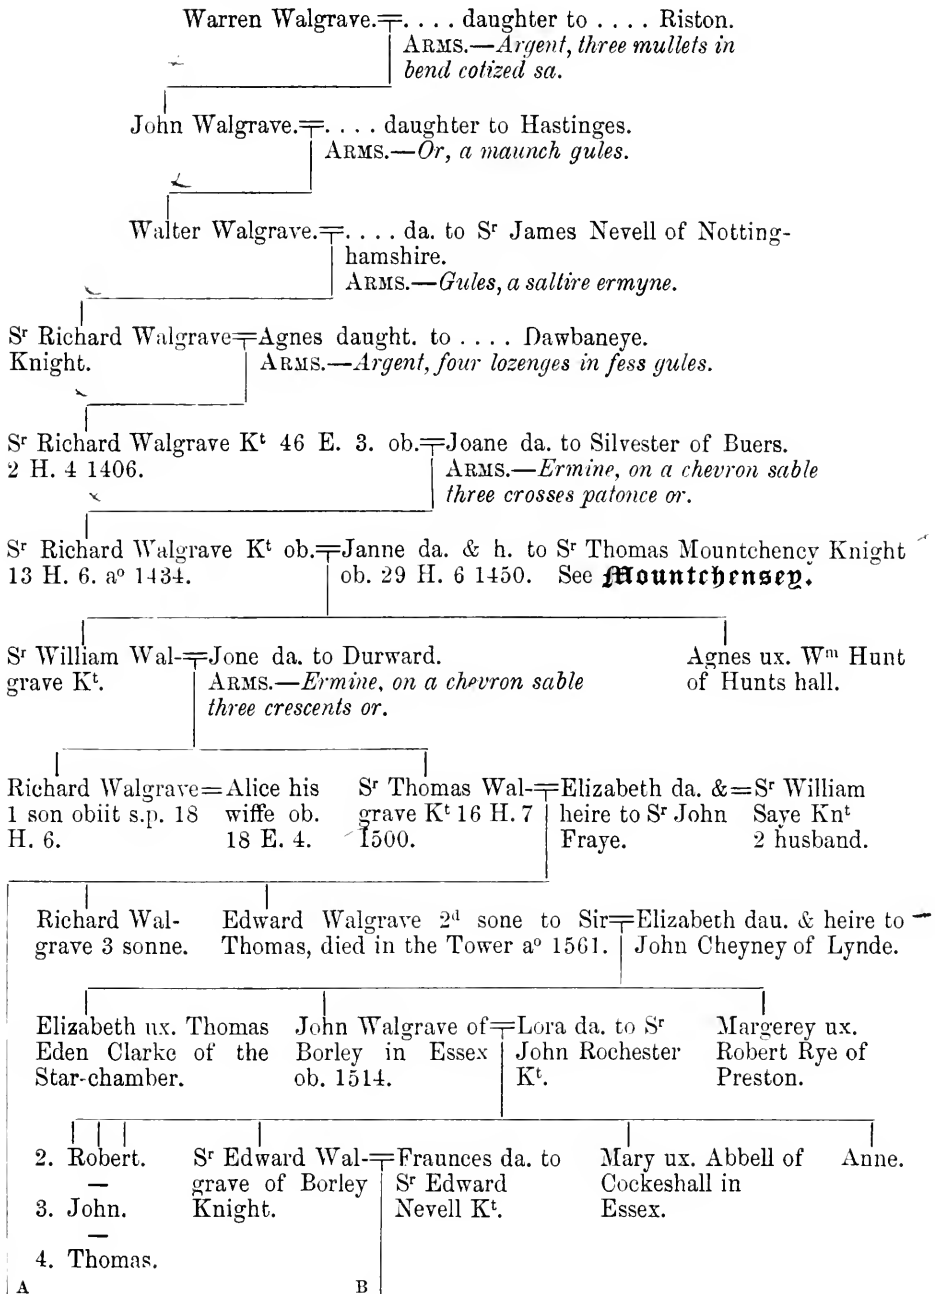 Warren Walgrave.=. . . . daughter to . . . . Riston.
ARMS.—Argent, three mullets in
bend cotized sa.
John Walgrave.=. . . . daughter to Hastinges.
ARMS.—Or, a maunch gules.
Walter Walgrave.=. . . . da. to Sr James Nevell of Notting-
hamshire.
ARMS.—Gules, a saltire ermyne.
Sr Richard Walgrave=Agnes daught. to . . . . Dawbaneye.
Knight.
ARMS.—Argent, four lozenges in fess gules.
Sr Richard Walgrave Kt 46 E. 3. ob.=Joane da. to Silvester of Buers.
2 H. 4 1406.
ARMS.—Ermine, on a chevron sable
three crosses patonce or.
Sr Richard Walgrave Kt ob.=Janne da. & h. to Sr Thomas Mountchency Knight
13 H. 6. ao 1434.
ob. 29 H. 6 1450. See Mountchensey.
Sr William Wal-=Jone da. to Durward.
grave Kt.
ARMS.—Ermine, on a chevron sable
three crescents or.
Agnes ux. Wm Hunt
of Hunts hall.
Richard Walgrave=
1 son obiit s.p. 18
H. 6.
Alice his
wiffe ob.
18 E. 4.
Sr Thomas Wal-=
grave Kt 16 H. 7
1500.
Elizabeth da. &=
heire to Sr John
Fraye.
Sr William
Saye Knt
2 husband.
Richard Wal-
grave 3 sonne.
Edward Walgrave 2d sone to Sir=
Thomas, died in the Tower ao 1561.
Elizabeth dau. & heire to
John Cheyney of Lynde.
Elizabeth ux. Thomas
Eden Clarke of the
Star-chamber.
John Walgrave of=
Borley in Essex
ob. 1514.
Lora da. to Sr
John Rochester
Kt.
Margerey ux.
Robert Rye of
Preston.
2. Robert.
—
3. John.
—
4. Thomas.
Sr Edward Wal-=
grave of Borley
Knight.
Fraunces da. to
Sr Edward
Nevell Kt.
Mary ux. Abbell of
Cockeshall in
Essex.
Anne.
A
B